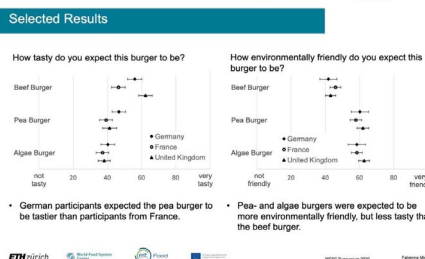 Selected Results
How tasty do you expect this burger to be?
Beef Burger
Pea Burger
Algae Burger
Germany
France
United Kingdom
not tasty
20
40
60
80
very tasty
German participants expected the pea burger to
be tastier than participants from France.
How environmentally friendly do you expect this
burger to be?
Beef Burger
Pea Burger
Algae Burger
Germany
France
United Kingdom
not friendly
20
40
60
80
Pea- and algae burgers were expected to be
more environmentally friendly, but less tasty
the beef burger.
ETH zürich
World Food System
Food